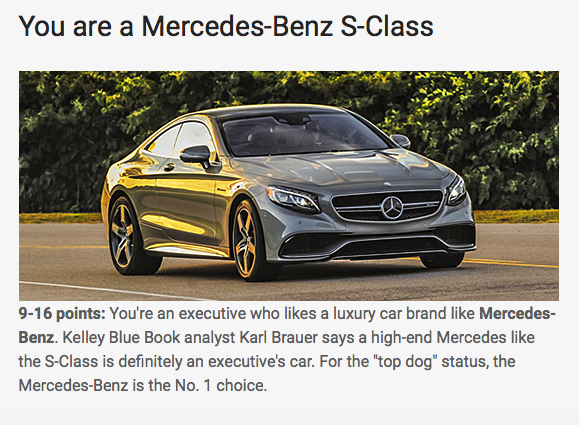 You are a Mercedes-Benz S-Class
9-16 points: You're an executive who likes a luxury car brand like Mercedes-
Benz. Kelley Blue Book analyst Karl Brauer says a high-end Mercedes like
the S-Class is definitely an executive's car. For the "top dog" status, the
Mercedes-Benz is the No. 1 choice.